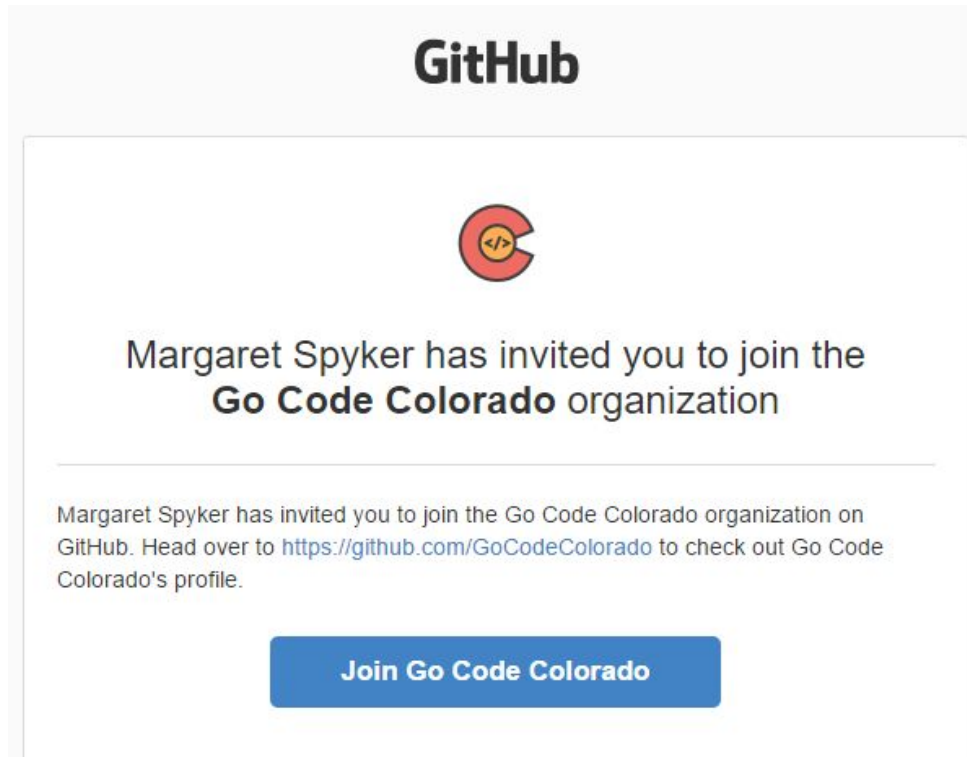 GitHub
</>
Margaret Spyker has invited you to join the
Go Code Colorado organization
Margaret Spyker has invited you to join the Go Code Colorado organization on
GitHub. Head over to https://github.com/GoCodeColorado to check out Go Code
Colorado's profile.
Join Go Code Colorado